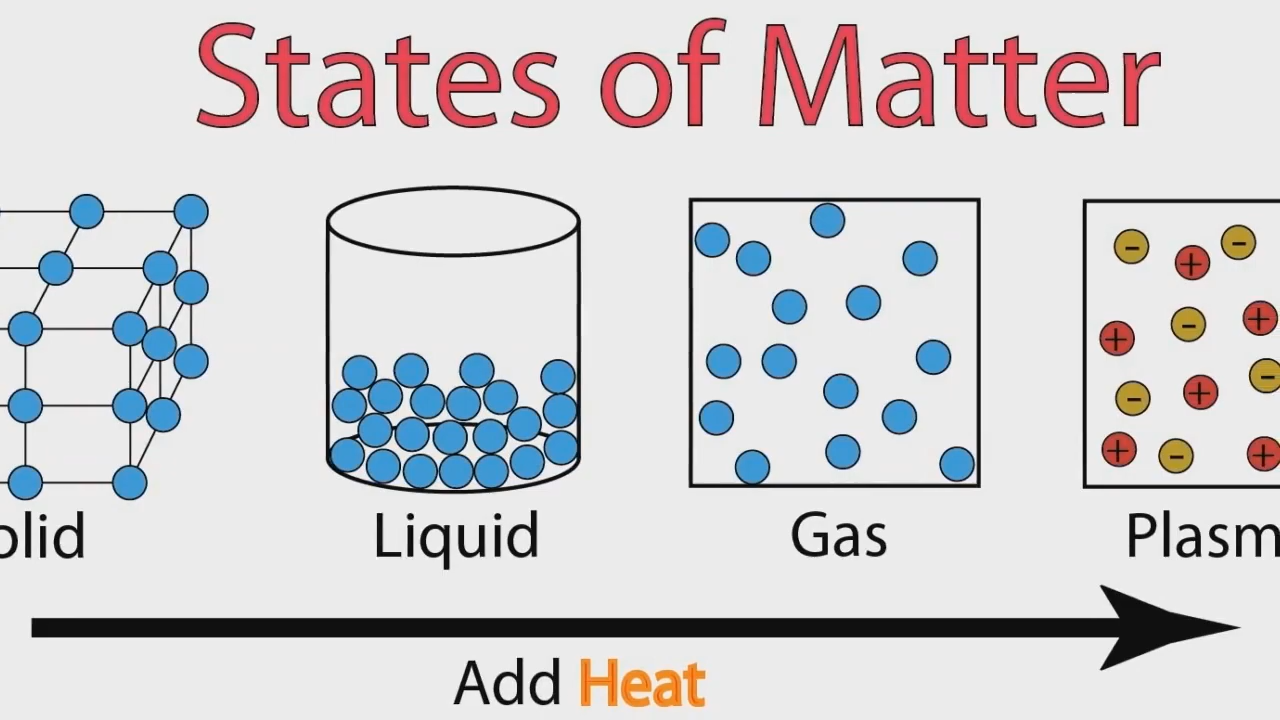 States of Matter
− −
+
− +
+
−
− +
+ − +
olid Liquid Gas Plasm
Add Heat